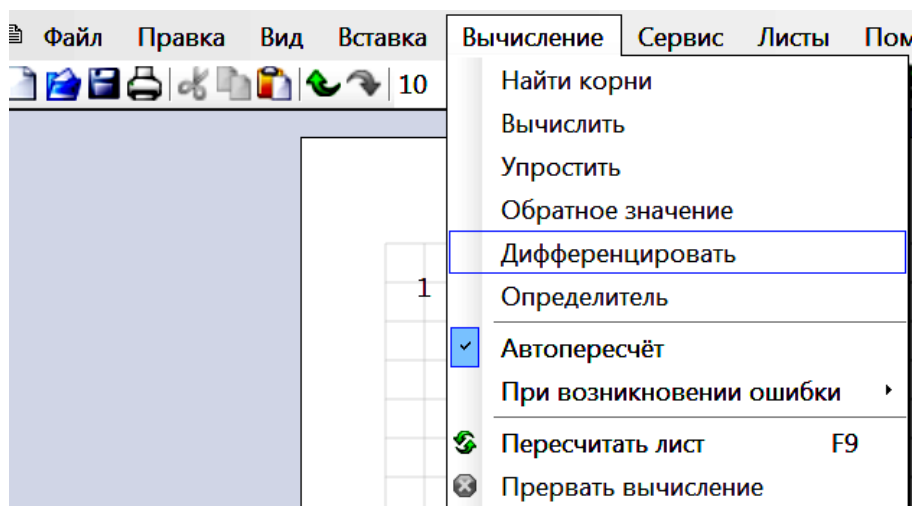 Файл Правка Вид Вставка Вычисление Сервис Листы Пом
10
Найти корни
Вычислить
Упростить
Обратное значение
Дифференцировать
1
Определитель
Автопересчёт
При возникновении ошибки
Пересчитать лист F9
Прервать вычисление